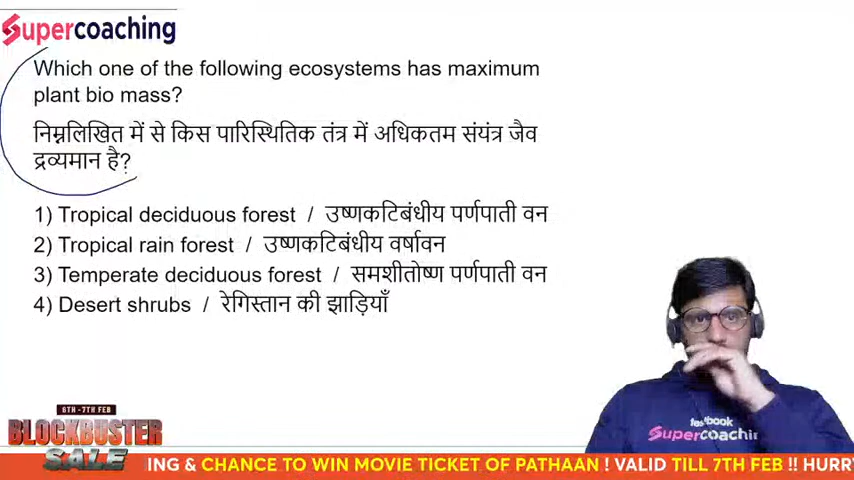 Supercoaching
Which one of the following ecosystems has maximum
plant bio mass?
निम्नलिखित में से किस पारिस्थितिक तंत्र में अधिकतम संयंत्र जैव
द्रव्यमान है?
1) Tropical deciduous forest / उष्णकटिबंधीय पर्णपाती वन
2) Tropical rain forest / उष्णकटिबंधीय वर्षावन
3) Temperate deciduous forest / समशीतोष्ण पर्णपाती वन
4) Desert shrubs / रेगिस्तान की झाड़ियाँ
6TH -7TH FEB
BLOCKBUSTER
SALE
Supercoachin
ING & CHANCE TO WIN MOVIE TICKET OF PATHAAN ! VALID TILL 7TH FEB !! HURR